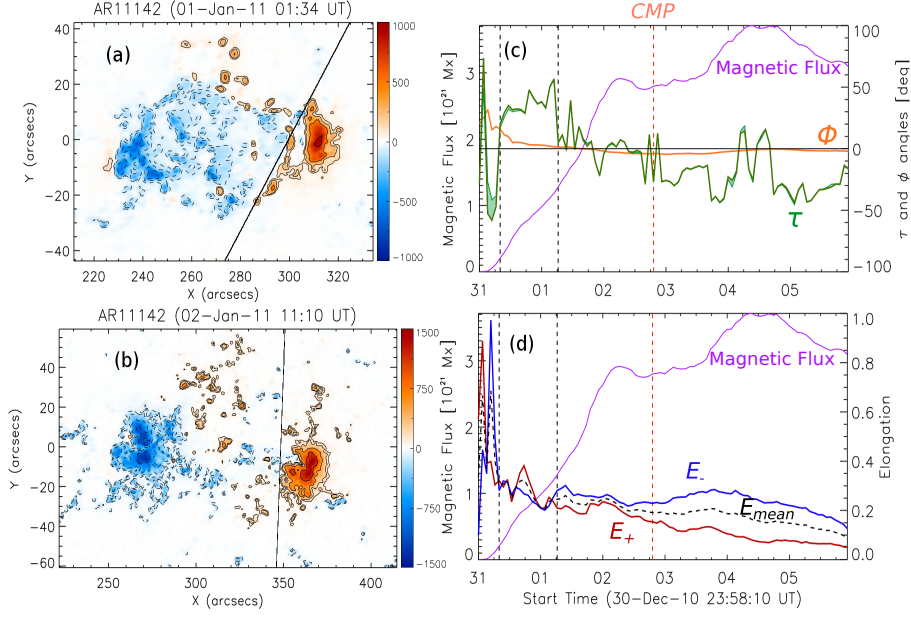 AR11142 (01-Jan-11 01:34 UT)
(a)
Y (arcsecs)
40
20
0
-20
-40
220 240 260 280 300 320
X (arcsecs)
1000
500
0
-500
-1000
CMP
(c)
Magnetic Flux
Φ
τ
Magnetic Flux [10²¹ Mx]
3
2
1
0
31 01 02 03 04 05
100
50
0
-50
-100
τ and φ angles [deg]
AR11142 (02-Jan-11 11:10 UT)
(b)
Y (arcsecs)
60
40
20
0
-20
-40
-60
250 300 350 400
X (arcsecs)
1500
750
0
-750
-1500
(d)
Magnetic Flux
E-
Emean
E+
Magnetic Flux [10²¹ Mx]
3
2
1
0
31 01 02 03 04 05
Start Time (30-Dec-10 23:58:10 UT)
1.0
0.8
0.6
0.4
0.2
0.0
Elongation